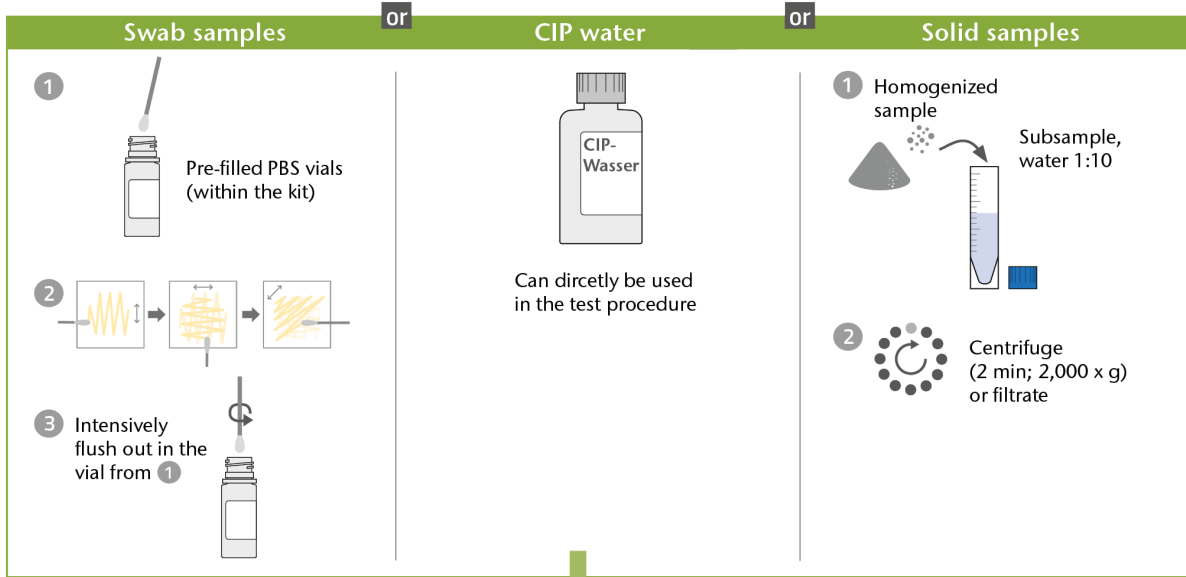 Swab samples
or
CIP water
or
Solid samples
1
Pre-filled PBS vials
(within the kit)
2
3
Intensively
flush out in the
vial from 1
CIP-
Wasser
Can dircetly be used
in the test procedure
1
Homogenized
sample
Subsample,
water 1:10
2
Centrifuge
(2 min; 2,000 x g)
or filtrate